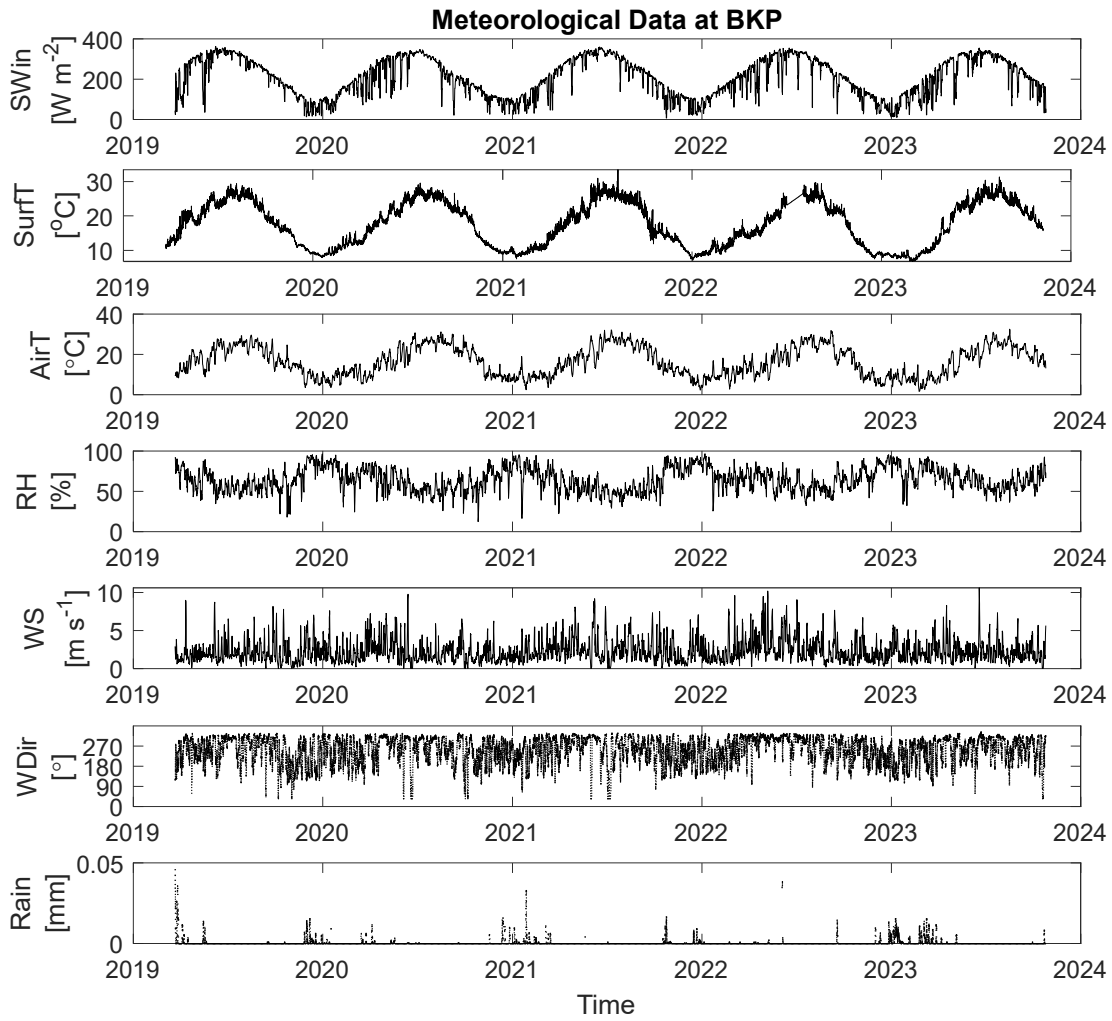 Meteorological Data at BKP
SWin
[W m-2]
400
200
0
2019 2020 2021 2022 2023 2024
SurfT
[oC]
30
20
10
2019 2020 2021 2022 2023 2024
AirT
[°C]
40
20
0
2019 2020 2021 2022 2023 2024
RH
[%]
100
50
0
2019 2020 2021 2022 2023 2024
WS
[m s-1]
10
5
0
2019 2020 2021 2022 2023 2024
WDir
[°]
270
180
90
0
2019 2020 2021 2022 2023 2024
Rain
[mm]
0.05
0
2019 2020 2021 2022 2023 2024
Time